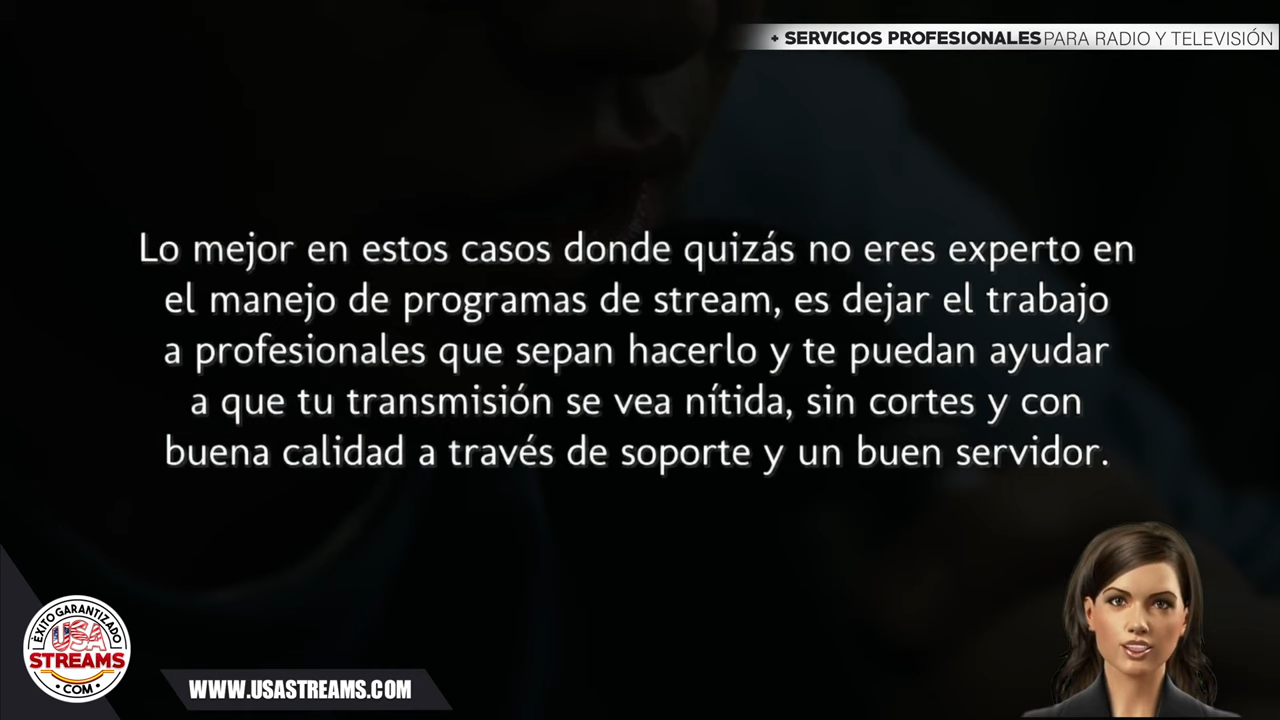 + SERVICIOS PROFESIONALES PARA RADIO Y TELEVISIÓN
Lo mejor en estos casos donde quizás no eres experto en
el manejo de programas de stream, es dejar el trabajo
a profesionales que sepan hacerlo y te puedan ayudar
a que tu transmisión se vea nítida, sin cortes y con
buena calidad a través de soporte y un buen servidor.
ÉXITO GARANTIZADO
USA
STREAMS
• COM •
WWW.USASTREAMS.COM